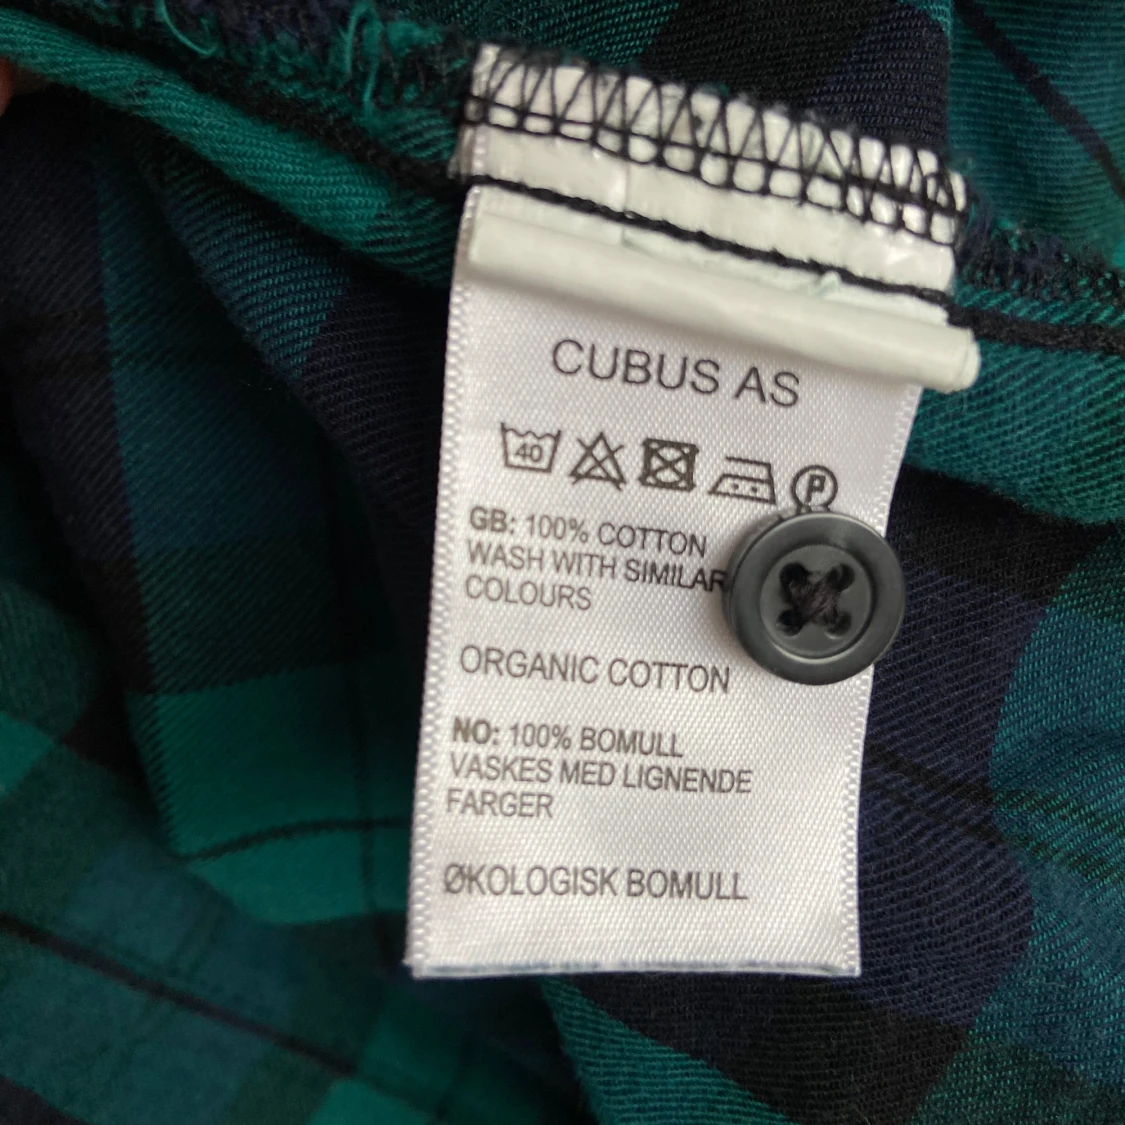 CUBUS AS
40 P
GB: 100% COTTON
WASH WITH SIMILAR
COLOURS
ORGANIC COTTON
NO: 100% BOMULL
VASKES MED LIGNENDE
FARGER
ØKOLOGISK BOMULL